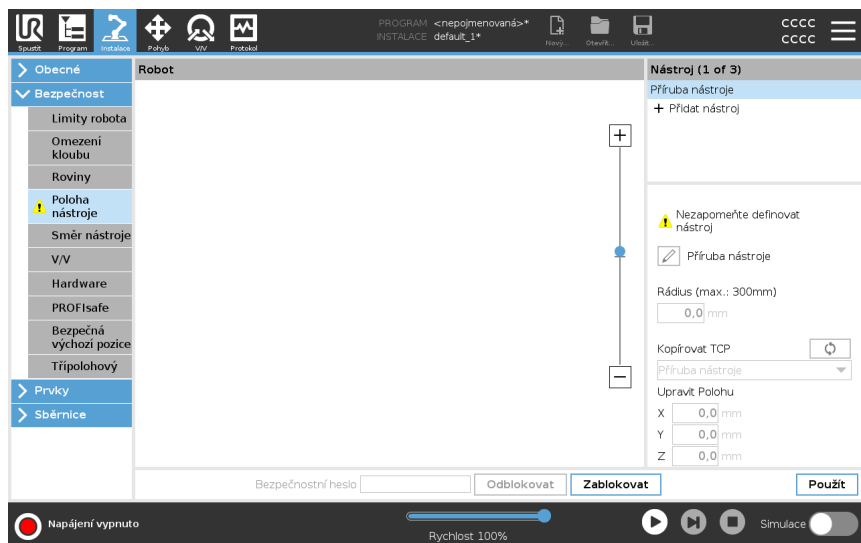 UR
PROGRAM <nepojmenovaná>*
INSTALACE default_1*
Spustit Program Instalace Pohyb V/V Protokol
Nový... Otevřít... Uložit...
CCCC
CCCC
Obecné
Bezpečnost
Limity robota
Omezení
kloubu
Roviny
Poloha
nástroje
Směr nástroje
V/V
Hardware
PROFIsafe
Bezpečná
výchozí pozice
Třípolohový
Prvky
Sběrnice
Robot
Nástroj (1 of 3)
Příruba nástroje
+ Přidat nástroj
Nezapomeňte definovat
nástroj
Příruba nástroje
Rádius (max.: 300mm)
0,0 mm
Kopírovat TCP
Příruba nástroje
Upravit Polohu
X 0,0 mm
Y 0,0 mm
Z 0,0 mm
Bezpečnostní heslo Odblokovat Zablokovat Použít
Napájení vypnuto
Rychlost 100%
Simulace